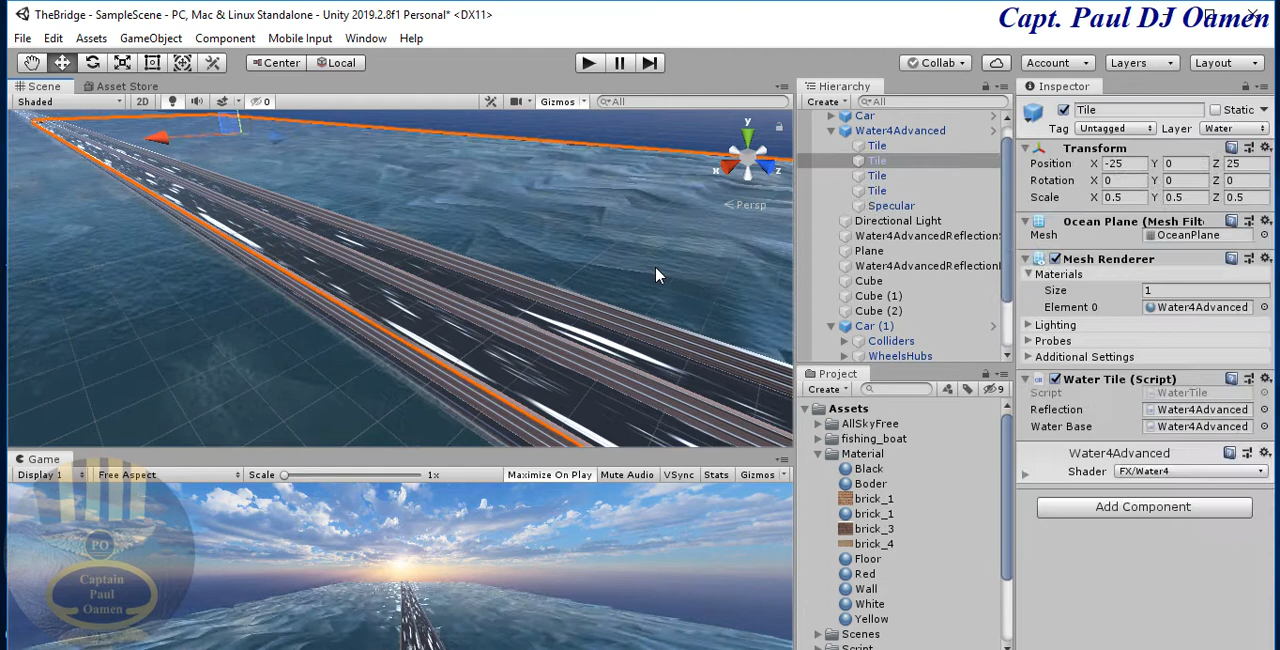 TheBridge - SampleScene - PC, Mac & Linux Standalone - Unity 2019.2.8f1 Personal* <DX11>
Capt. Paul DJ Oamen
File Edit Assets GameObject Component Mobile Input Window Help
Center Local Collab Account Layers Layout
Scene Asset Store
Shaded 2D 0 Gizmos All
y
x z
Persp
Game
Display 1 Free Aspect Scale 1x Maximize On Play Mute Audio VSync Stats Gizmos
PO
Captain
Paul
Oamen
Hierarchy
Create All
Car
Water4Advanced
Tile
Tile
Tile
Tile
Specular
Directional Light
Water4AdvancedReflection
Plane
Water4AdvancedReflection
Cube
Cube (1)
Cube (2)
Car (1)
Colliders
WheelsHubs
Project
Create 9
Assets
AllSkyFree
fishing_boat
Material
Black
Boder
brick_1
brick_1
brick_3
brick_4
Floor
Red
Wall
White
Yellow
Scenes
Script
Inspector
Tile Static
Tag Untagged Layer Water
Transform
Position X -25 Y 0 Z 25
Rotation X 0 Y 0 Z 0
Scale X 0.5 Y 0.5 Z 0.5
Ocean Plane (Mesh Filt
Mesh OceanPlane
Mesh Renderer
Materials
Size 1
Element 0 Water4Advanced
Lighting
Probes
Additional Settings
Water Tile (Script)
Script WaterTile
Reflection Water4Advanced
Water Base Water4Advanced
Water4Advanced
Shader FX/Water4
Add Component